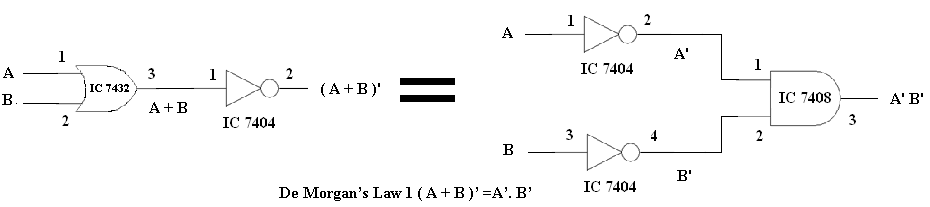 A
B
1
2
IC 7432
3
A + B
1
2
IC 7404
( A + B )'
A
1
2
IC 7404
A'
B
3
4
IC 7404
B'
1
2
IC 7408
3
A' B'
De Morgan's Law 1 ( A + B )’ =A’. B’